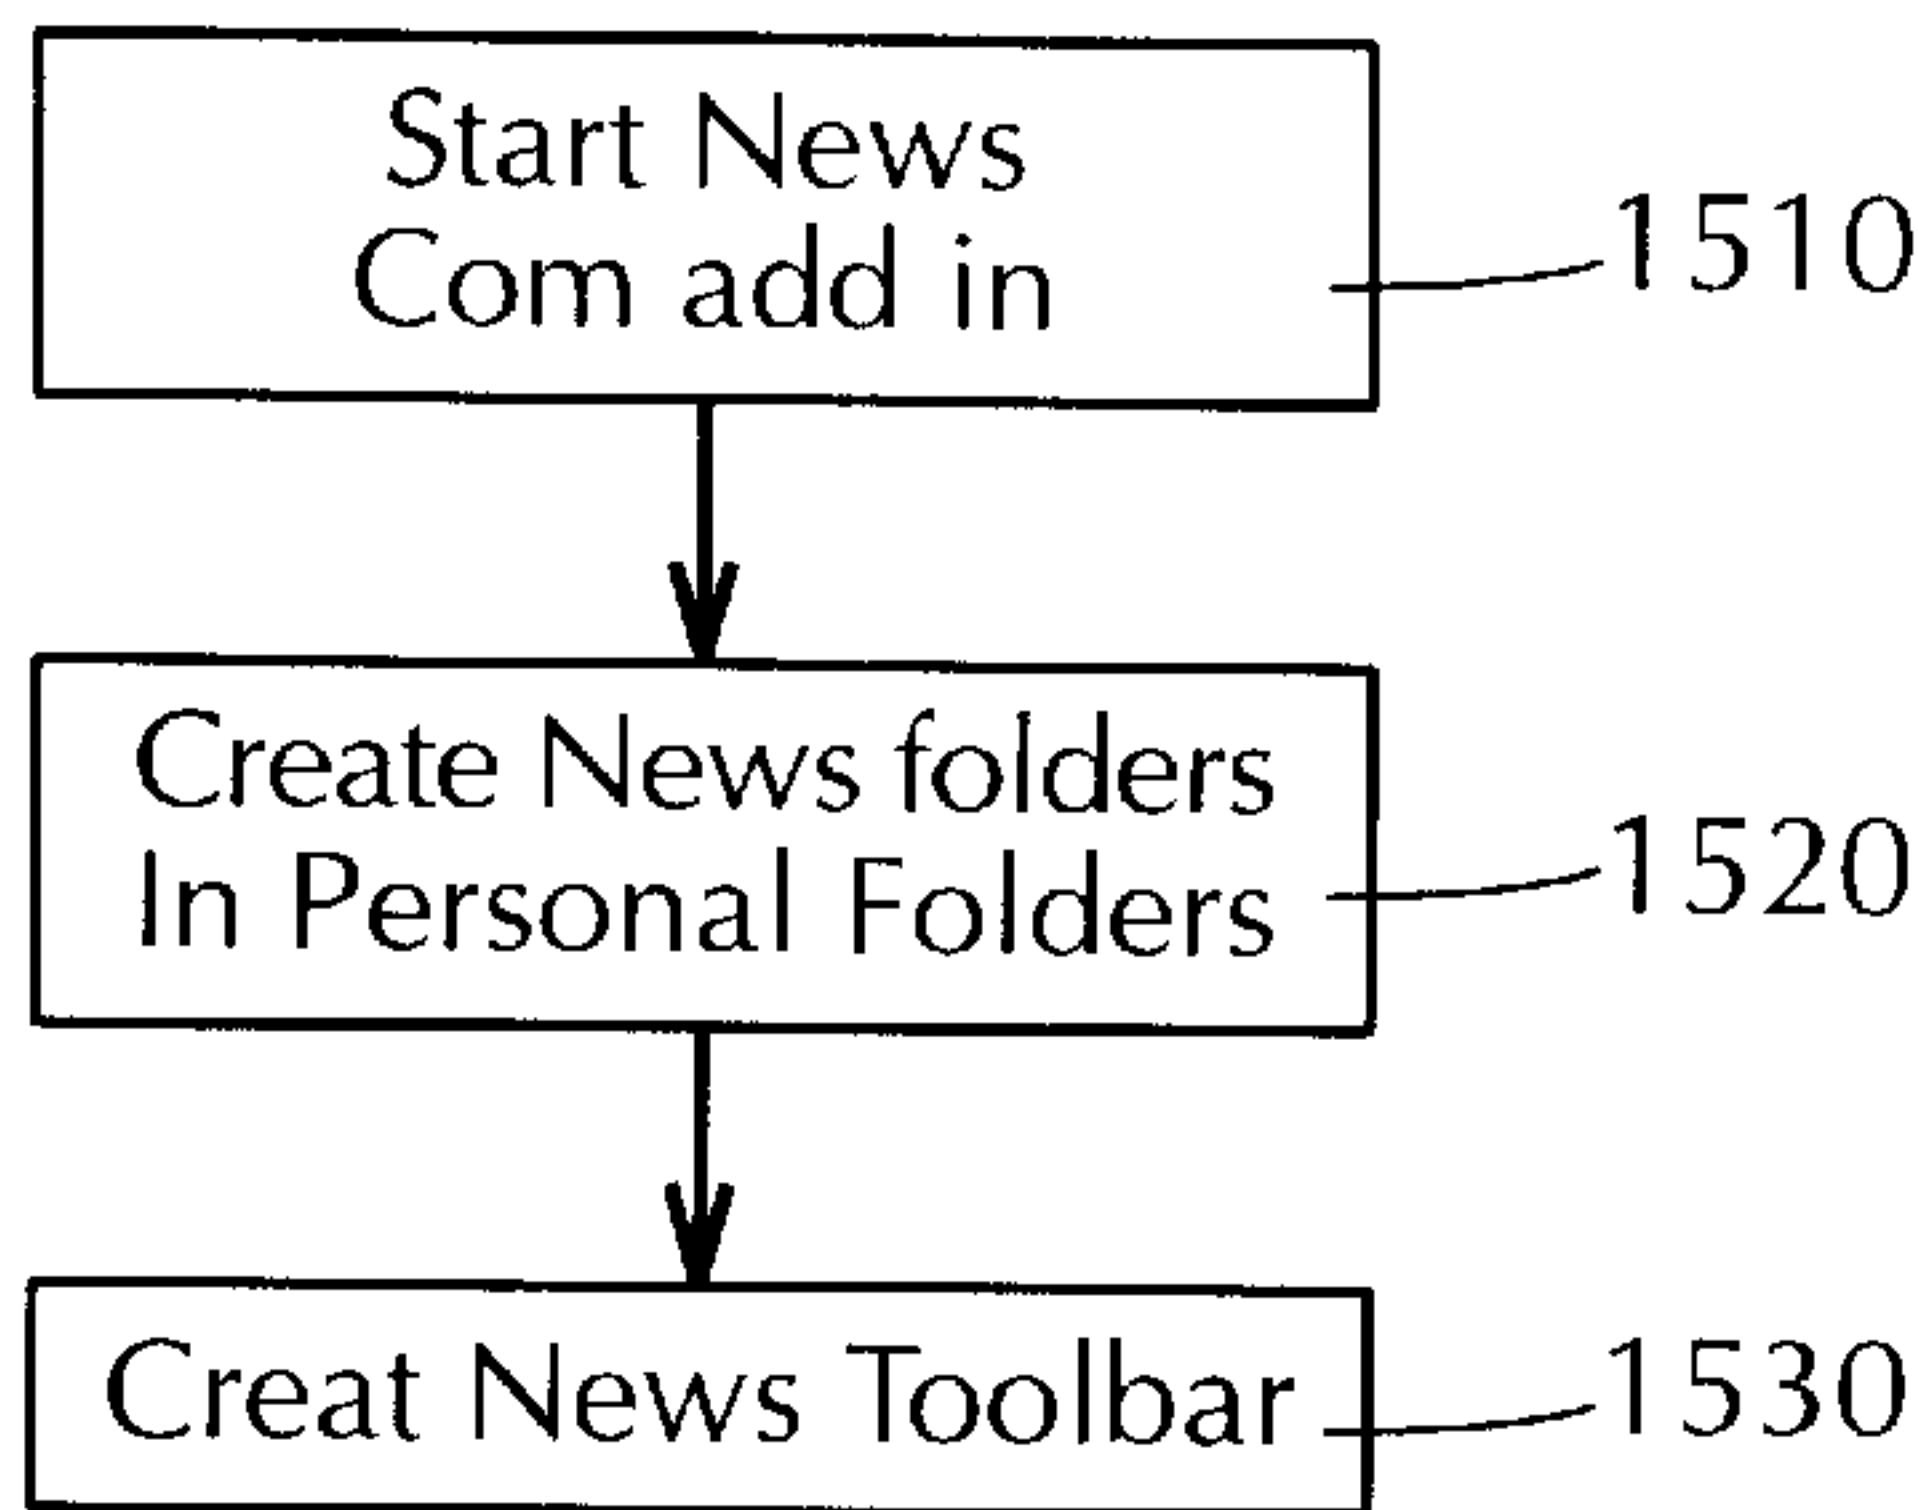 Start News
Com add in
1510
Create News folders
In Personal Folders
1520
Creat News Toolbar
1530